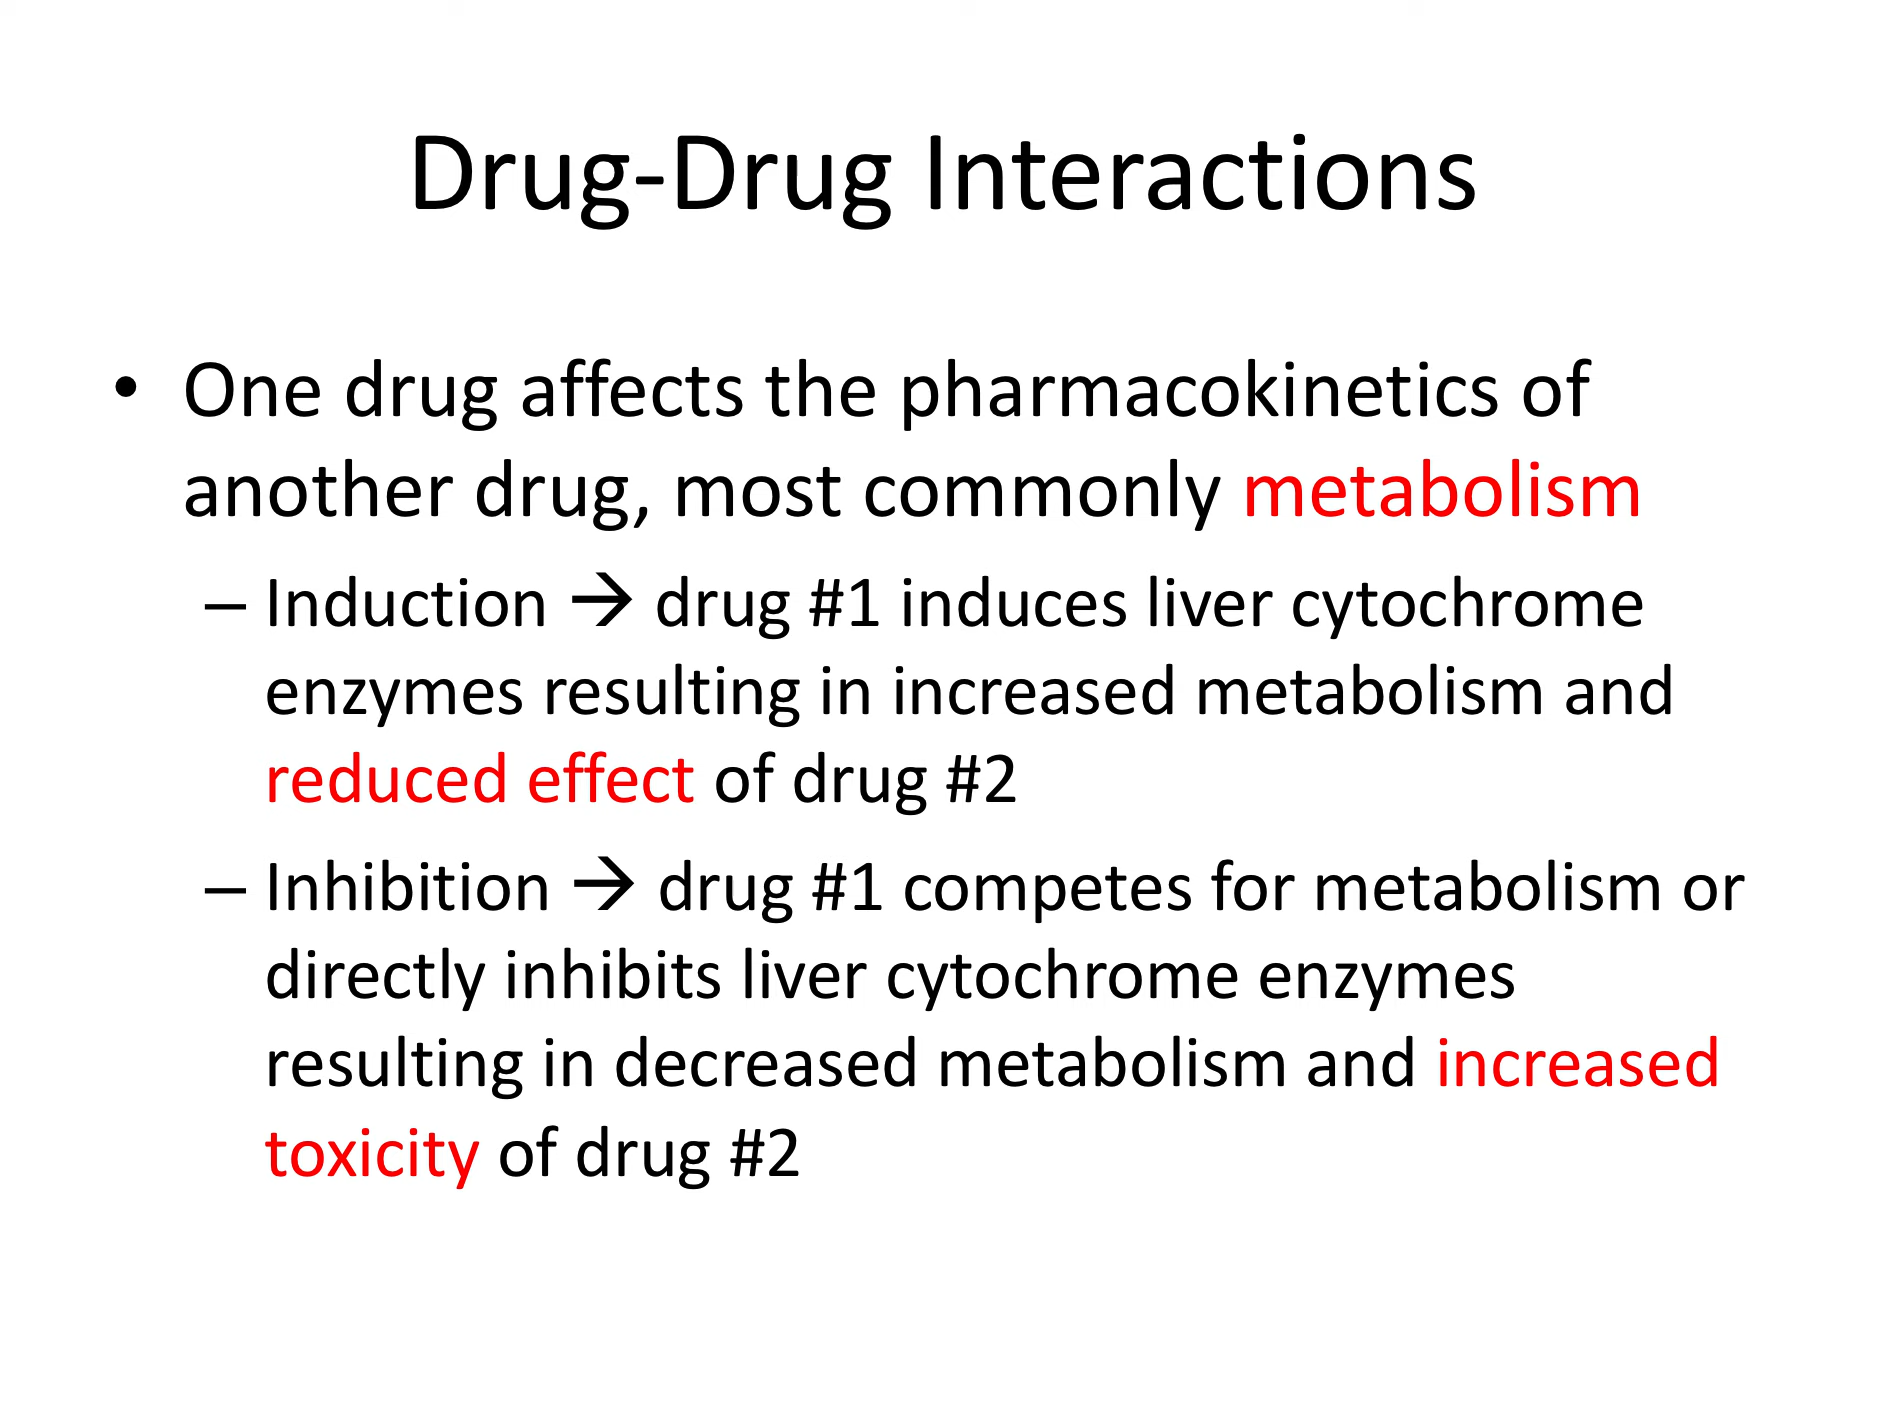 Drug-Drug Interactions
• One drug affects the pharmacokinetics of
another drug, most commonly metabolism
– Induction → drug #1 induces liver cytochrome
enzymes resulting in increased metabolism and
reduced effect of drug #2
– Inhibition → drug #1 competes for metabolism or
directly inhibits liver cytochrome enzymes
resulting in decreased metabolism and increased
toxicity of drug #2